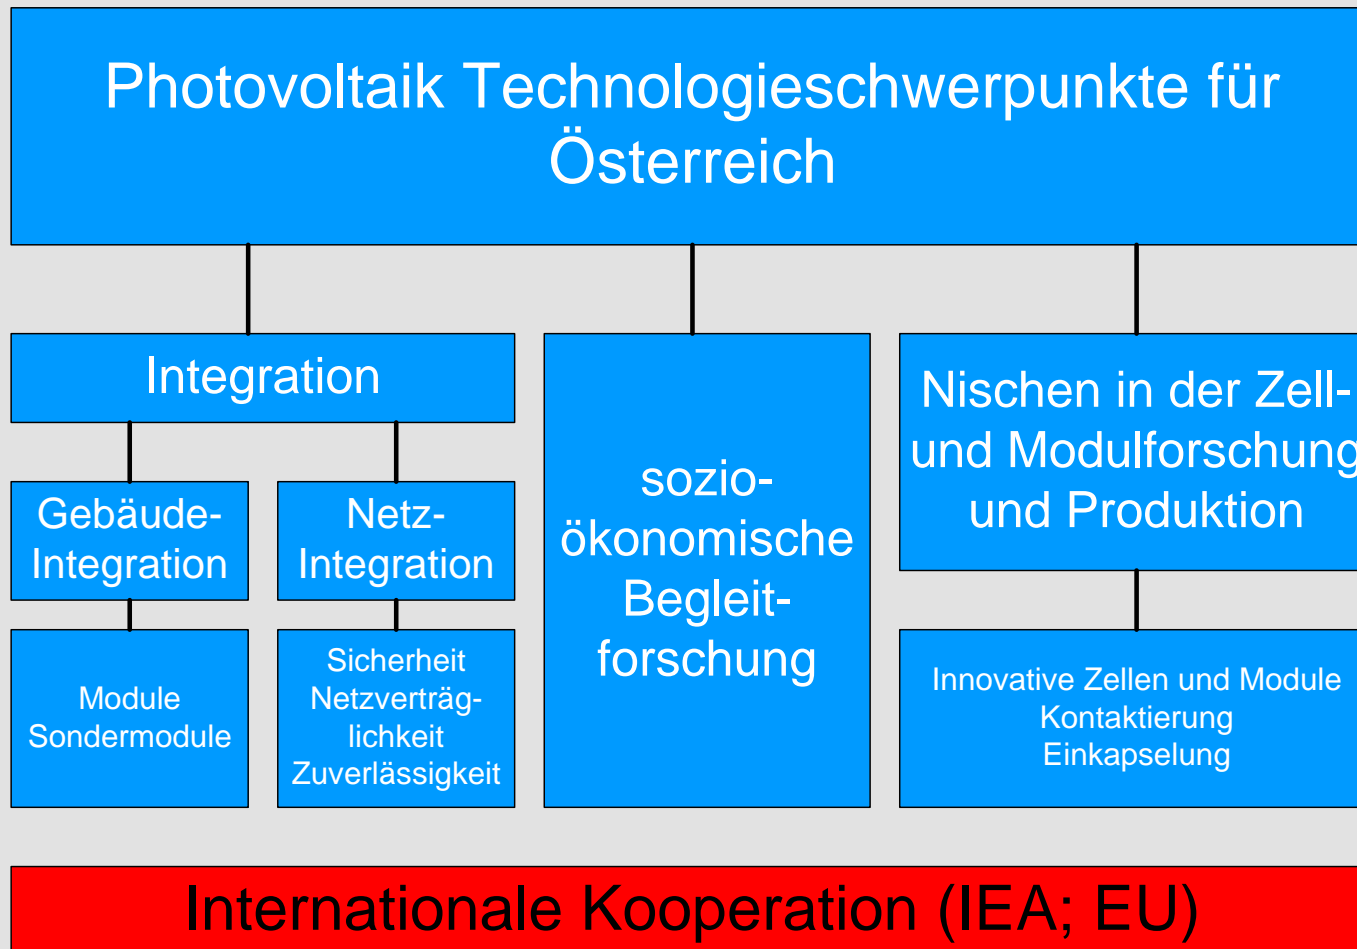 Photovoltaik Technologieschwerpunkte für
Österreich
Integration
Gebäude-
Integration
Netz-
Integration
Module
Sondermodule
Sicherheit
Netzverträg-
lichkeit
Zuverlässigkeit
sozio-
ökonomische
Begleit-
forschung
Nischen in der Zell-
und Modulforschung
und Produktion
Innovative Zellen und Module
Kontaktierung
Einkapselung
Internationale Kooperation (IEA; EU)